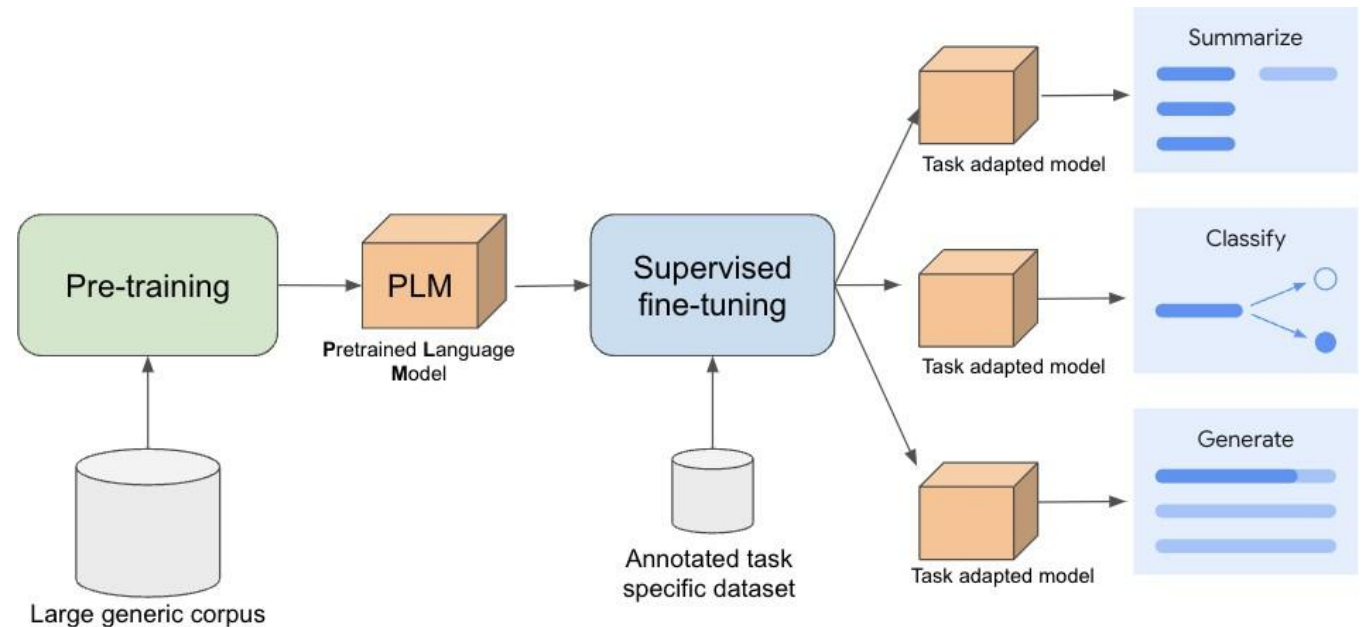 Pre-training
Large generic corpus
PLM
Pretrained Language
Model
Supervised
fine-tuning
Annotated task
specific dataset
Task adapted model
Summarize
Task adapted model
Classify
Task adapted model
Generate